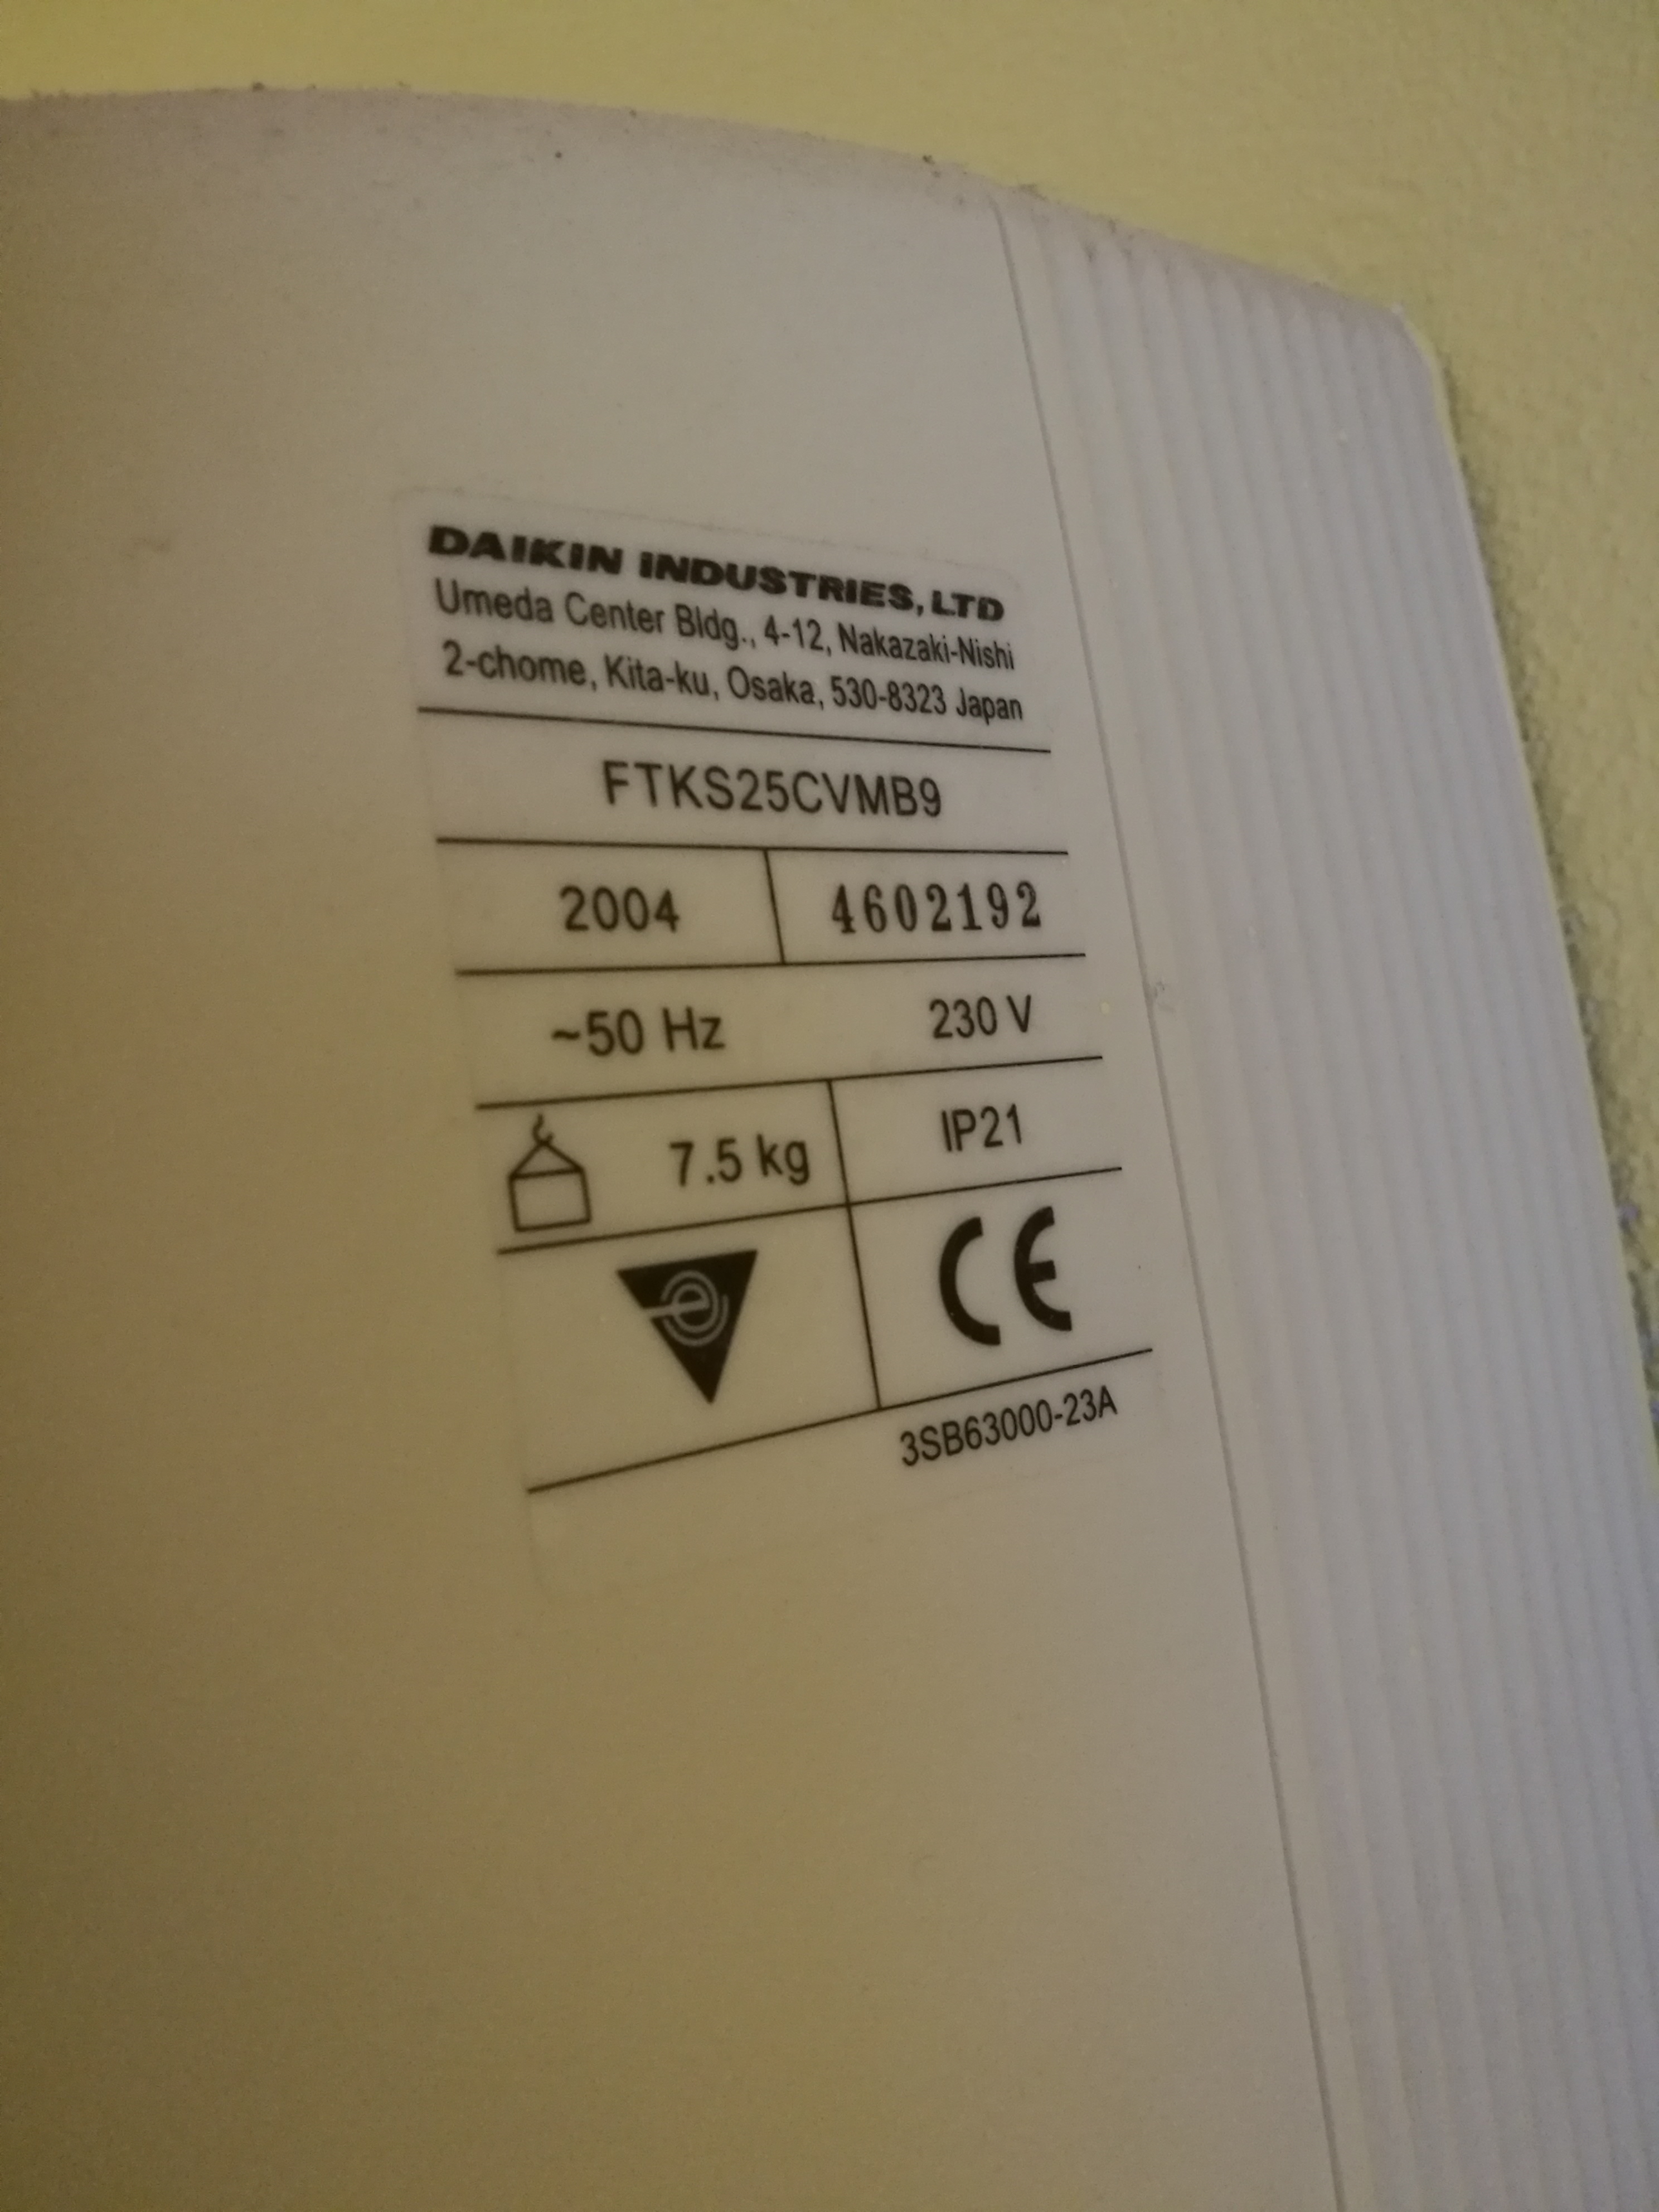 DAIKIN INDUSTRIES, LTD
Umeda Center Bldg., 4-12, Nakazaki-Nishi
2-chome, Kita-ku, Osaka, 530-8323 Japan
FTKS25CVMB9
2004 4602192
~50 Hz 230 V
7.5 kg IP21
e CE
3SB63000-23A